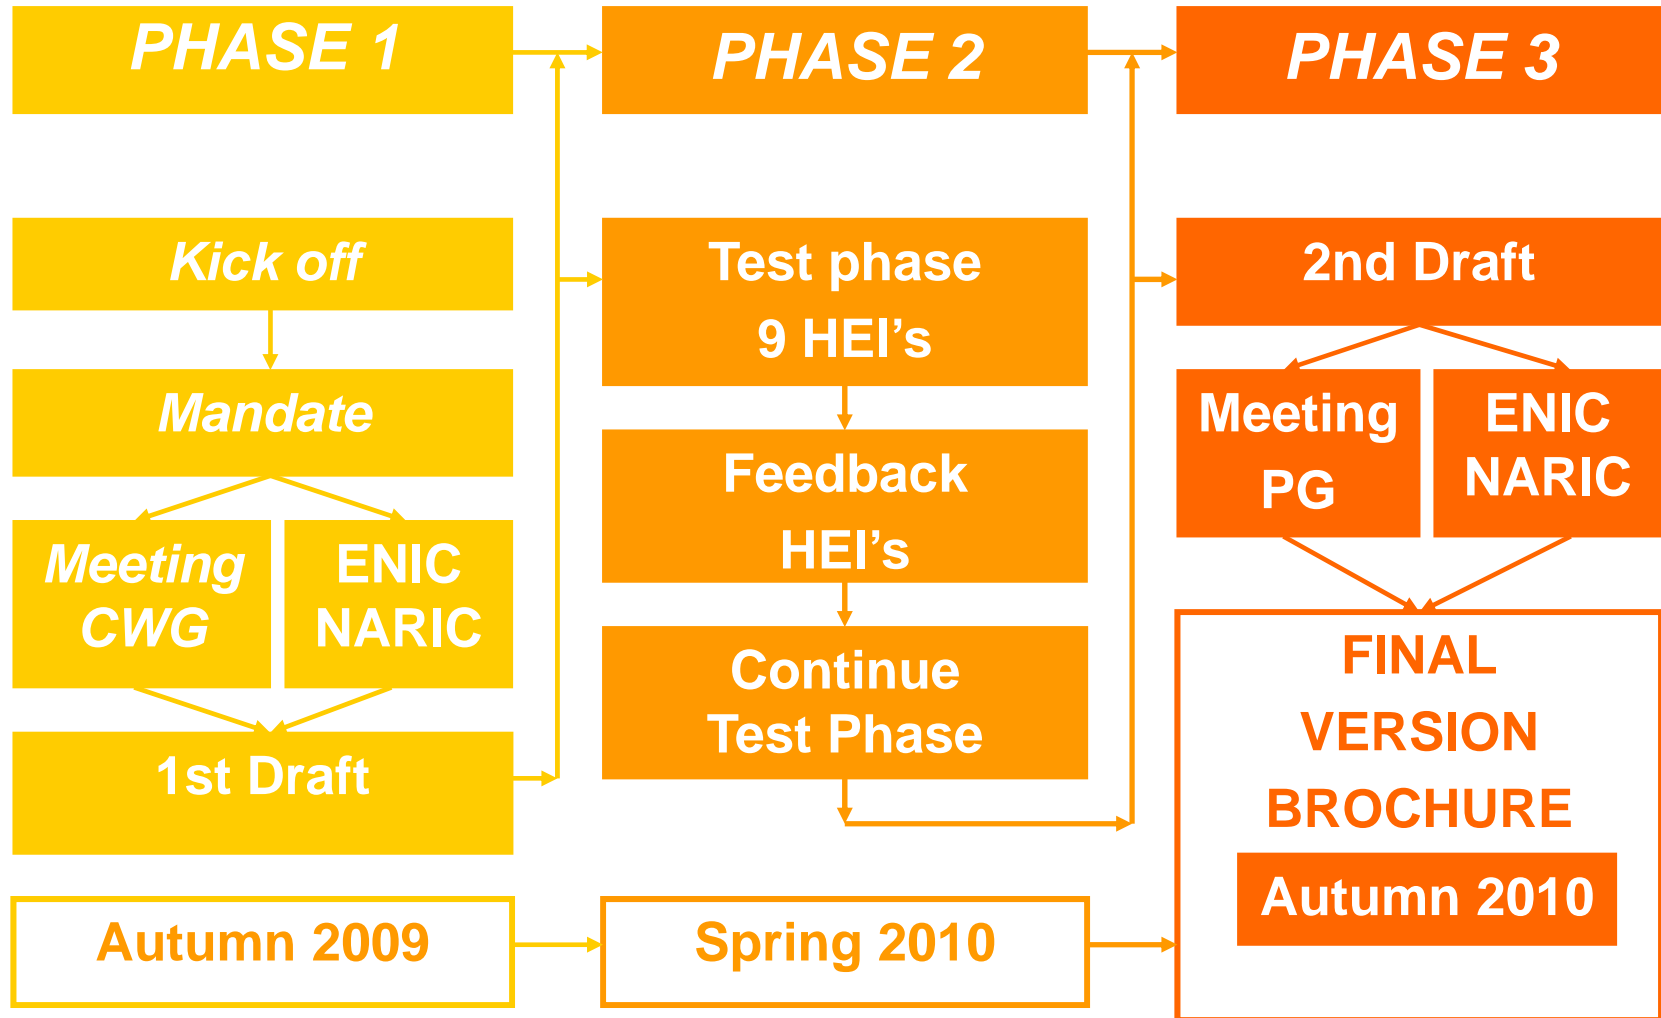 PHASE 1
PHASE 2
PHASE 3
Kick off
Mandate
Meeting
CWG
ENIC
NARIC
1st Draft
Autumn 2009
Test phase
9 HEI’s
Feedback
HEI’s
Continue
Test Phase
Spring 2010
2nd Draft
Meeting
PG
ENIC
NARIC
FINAL
VERSION
BROCHURE
Autumn 2010